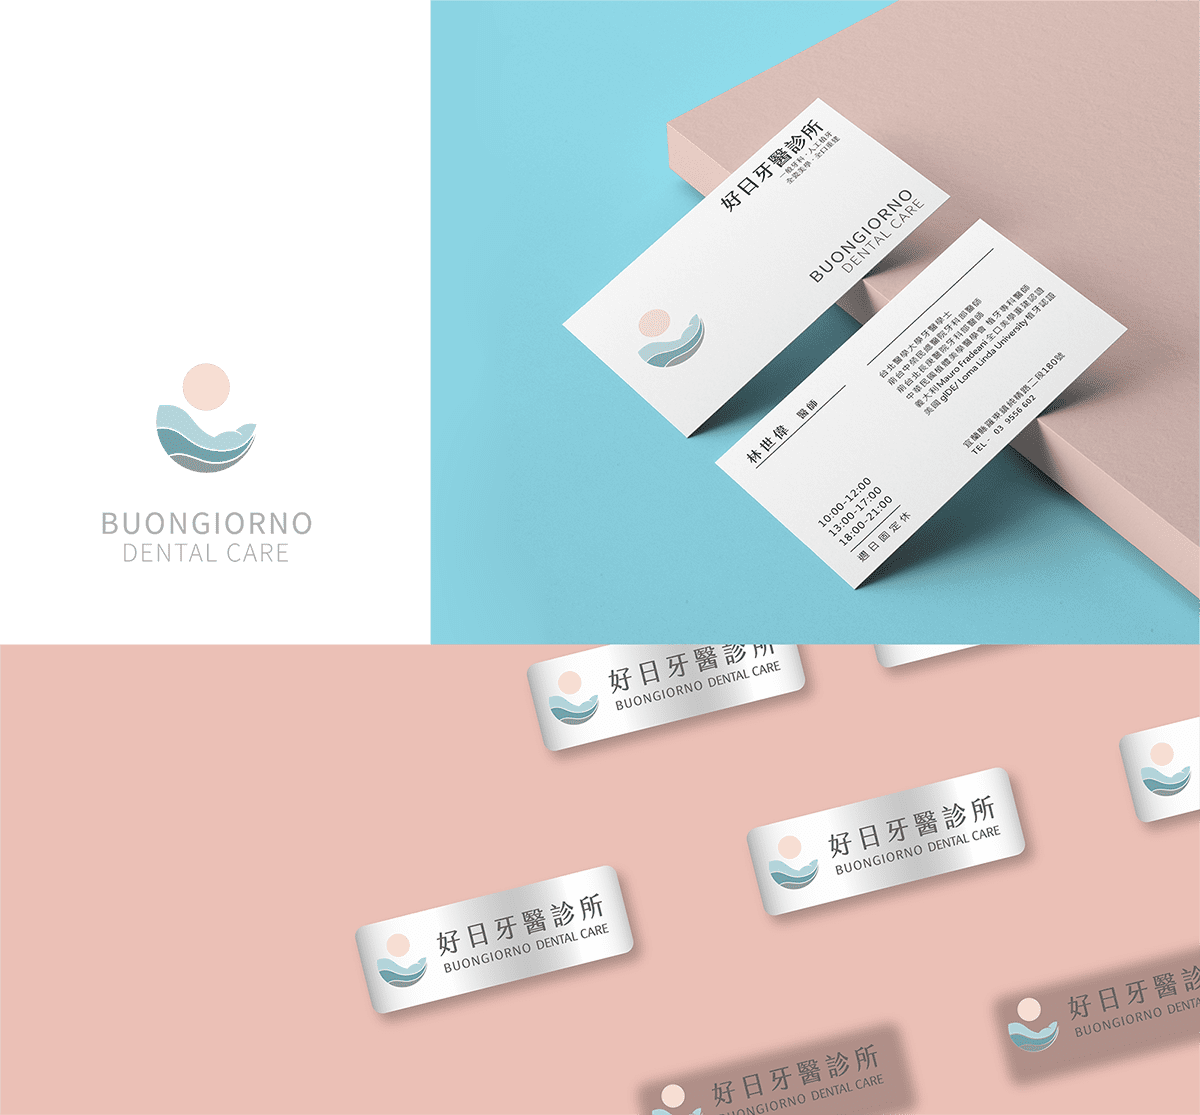 BUONGIORNO
DENTAL CARE
好日牙醫診所
一般牙科·人工植牙
全瓷美學·全口重建
BUONGIORNO
DENTAL CARE
林世偉 醫師
台北醫學大學牙醫學士
前台中榮民總醫院牙科部醫師
前台北長庚醫院牙科部醫師
中華民國植體美學醫學會 植牙專科醫師
義大利Mauro Fradeani 全口美學重建認證
美國 gIDE/ Loma Linda University植牙認證
10:00-12:00
13:00-17:00
18:00-21:00
週日固定休
宜蘭縣羅東鎮純精路二段180號
TEL - 03 9556 602
好日牙醫診所
BUONGIORNO DENTAL CARE
好日牙醫診所
BUONGIORNO DENTAL CARE
好日牙醫診所
BUONGIORNO DENTAL CARE
好日牙醫診
BUONGIORNO DENTA
好日牙醫診所
BUONGIORNO DENTAL CARE